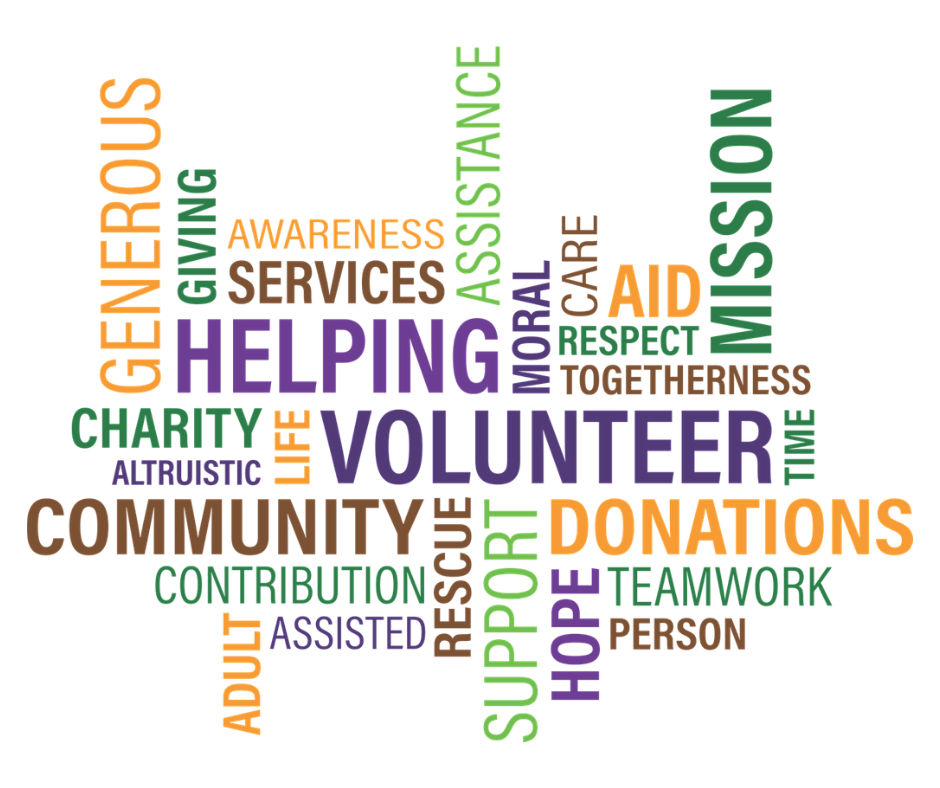 GENEROUS
GIVING
AWARENESS
SERVICES
ASSISTANCE
HELPING
MORAL
CARE
AID
MISSION
RESPECT
TOGETHERNESS
CHARITY
ALTRUISTIC
LIFE
VOLUNTEER
TIME
COMMUNITY
RESCUE
SUPPORT
DONATIONS
CONTRIBUTION
HOPE
TEAMWORK
ADULT
ASSISTED
PERSON